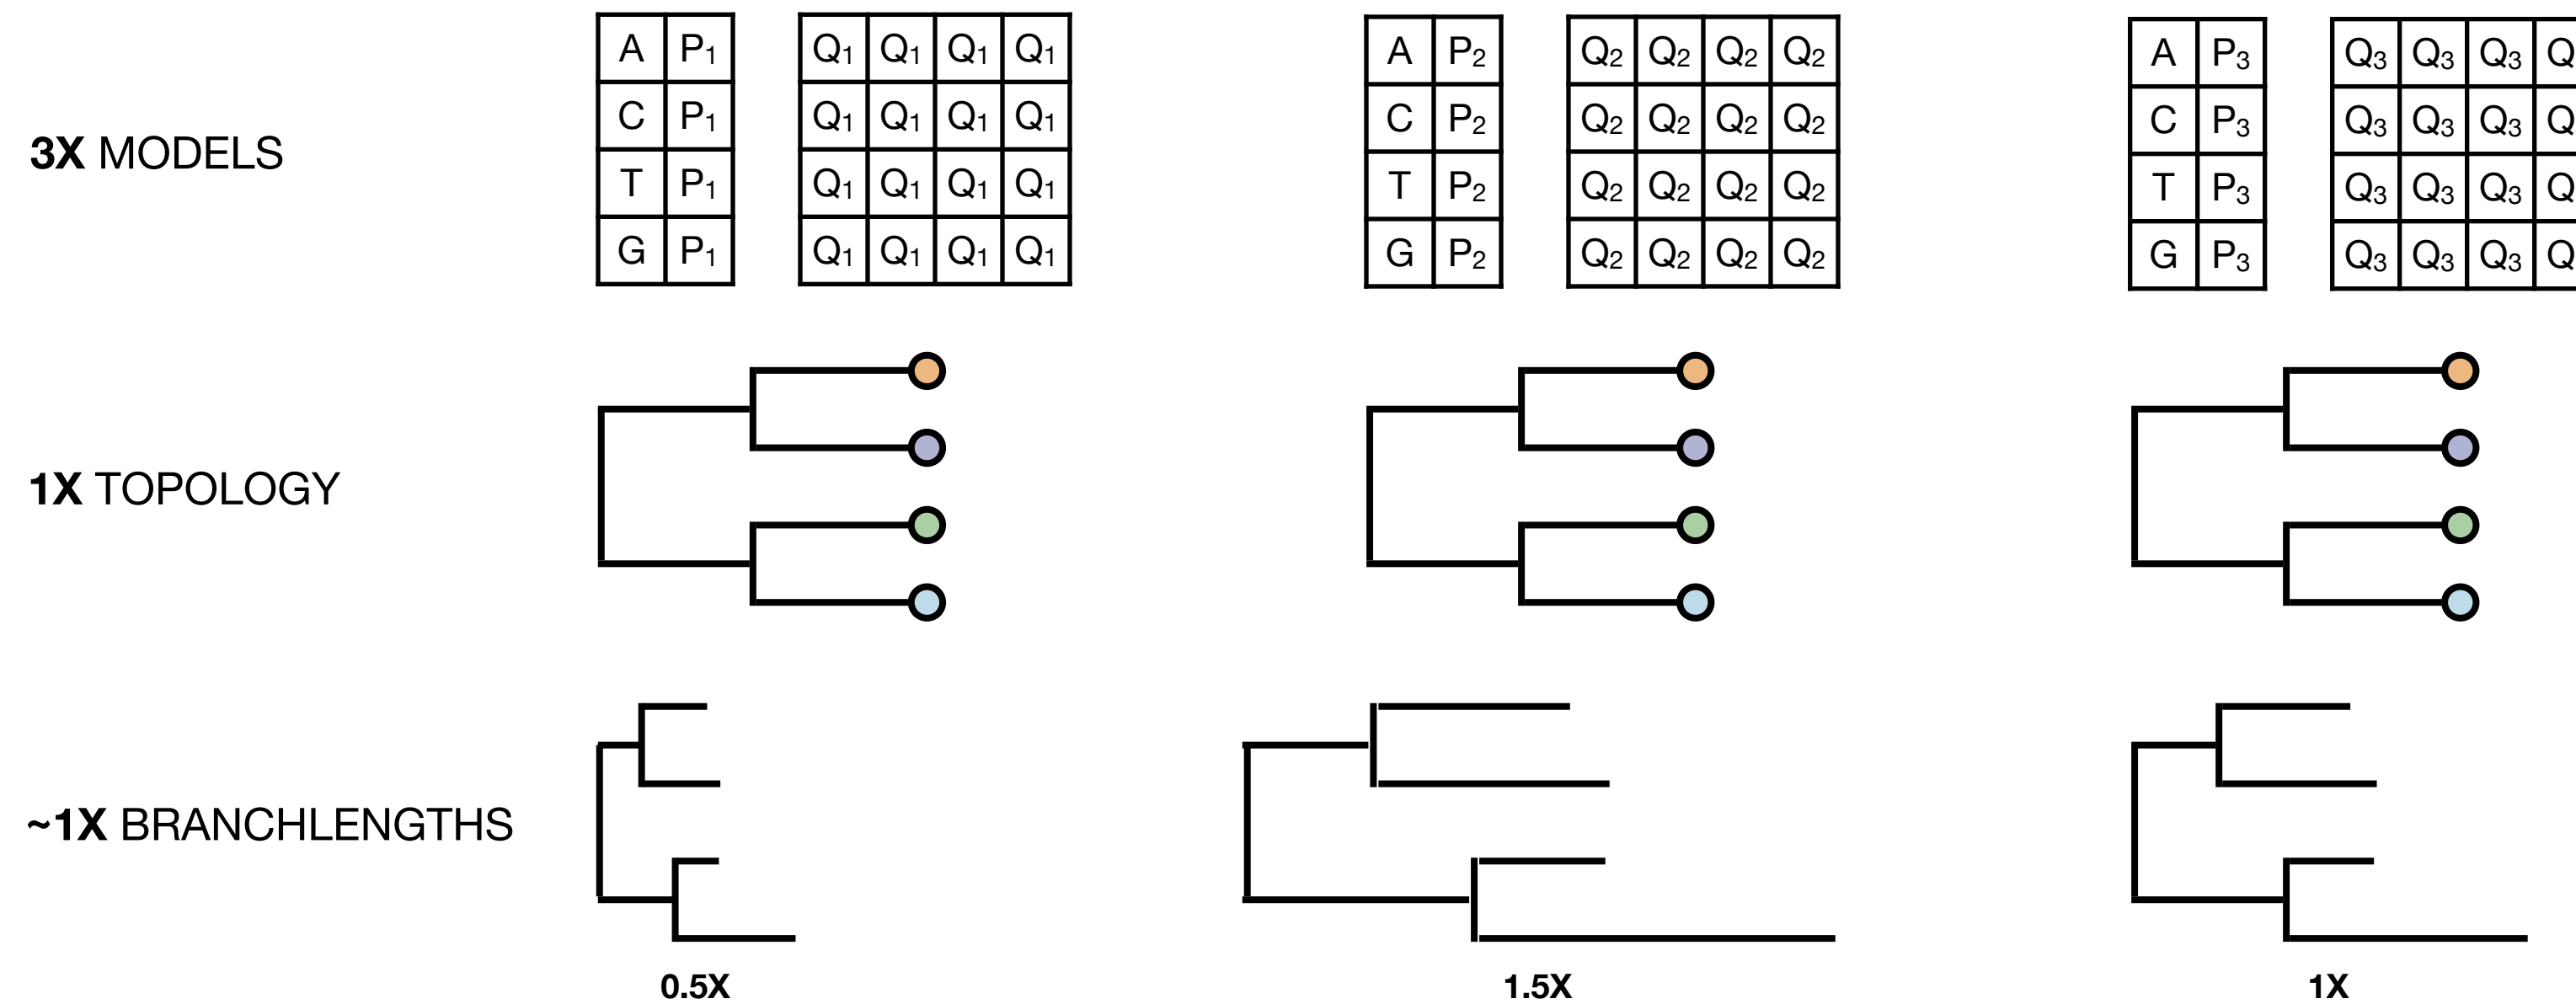 A P₁ Q₁ Q₁ Q₁ Q₁ A P₂ Q₂ Q₂ Q₂ Q₂ A P₃ Q₃ Q₃ Q₃ Q
C P₁ Q₁ Q₁ Q₁ Q₁ C P₂ Q₂ Q₂ Q₂ Q₂ C P₃ Q₃ Q₃ Q₃ Q
3X MODELS
T P₁ Q₁ Q₁ Q₁ Q₁ T P₂ Q₂ Q₂ Q₂ Q₂ T P₃ Q₃ Q₃ Q₃ Q
G P₁ Q₁ Q₁ Q₁ Q₁ G P₂ Q₂ Q₂ Q₂ Q₂ G P₃ Q₃ Q₃ Q₃ Q
1X TOPOLOGY
~1X BRANCHLENGTHS
0.5X 1.5X 1X